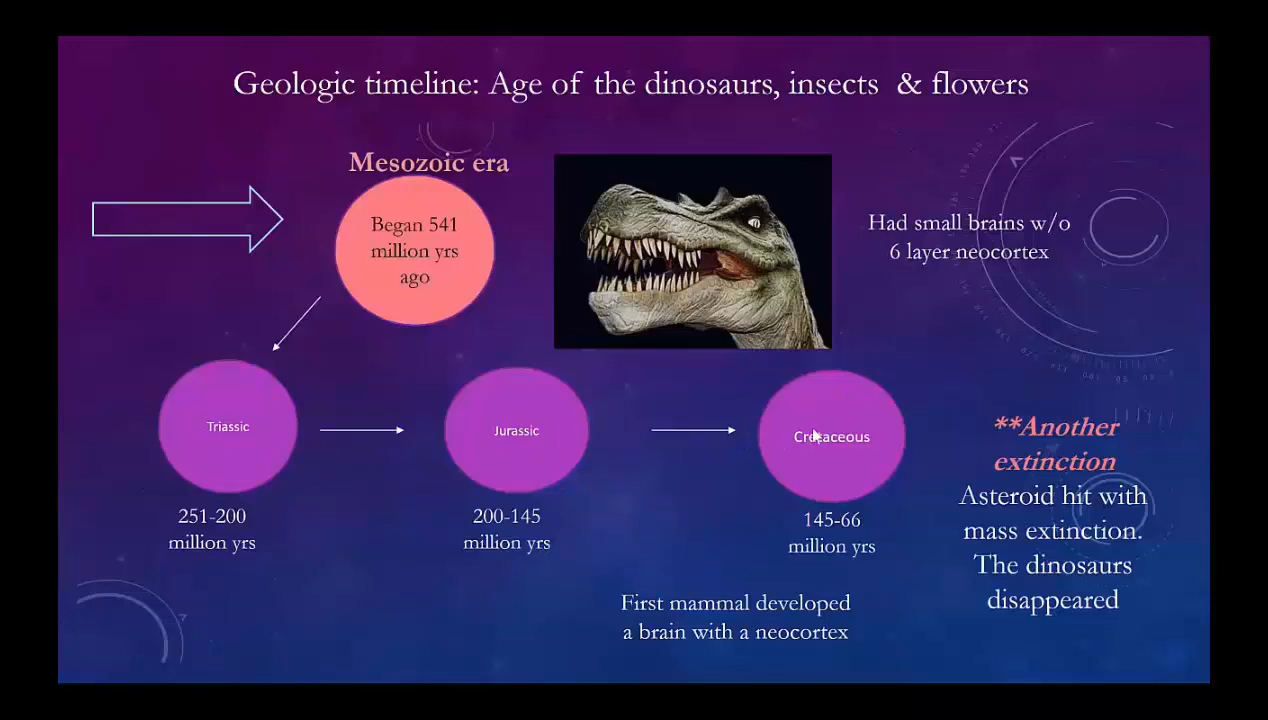 Geologic timeline: Age of the dinosaurs, insects & flowers
Mesozoic era
Began 541
million yrs
ago
Had small brains w/o
6 layer neocortex
Triassic
Jurassic
Cretaceous
251-200
million yrs
200-145
million yrs
145-66
million yrs
**Another
extinction
Asteroid hit with
mass extinction.
The dinosaurs
disappeared
First mammal developed
a brain with a neocortex